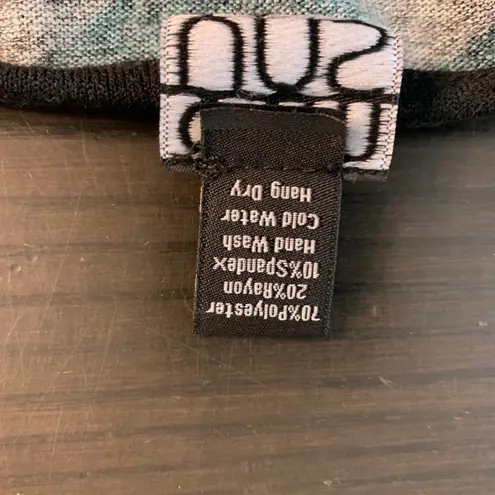 70%Polyester
20%Rayon
10%Spandex
Hand Wash
Cold Water
Hang Dry